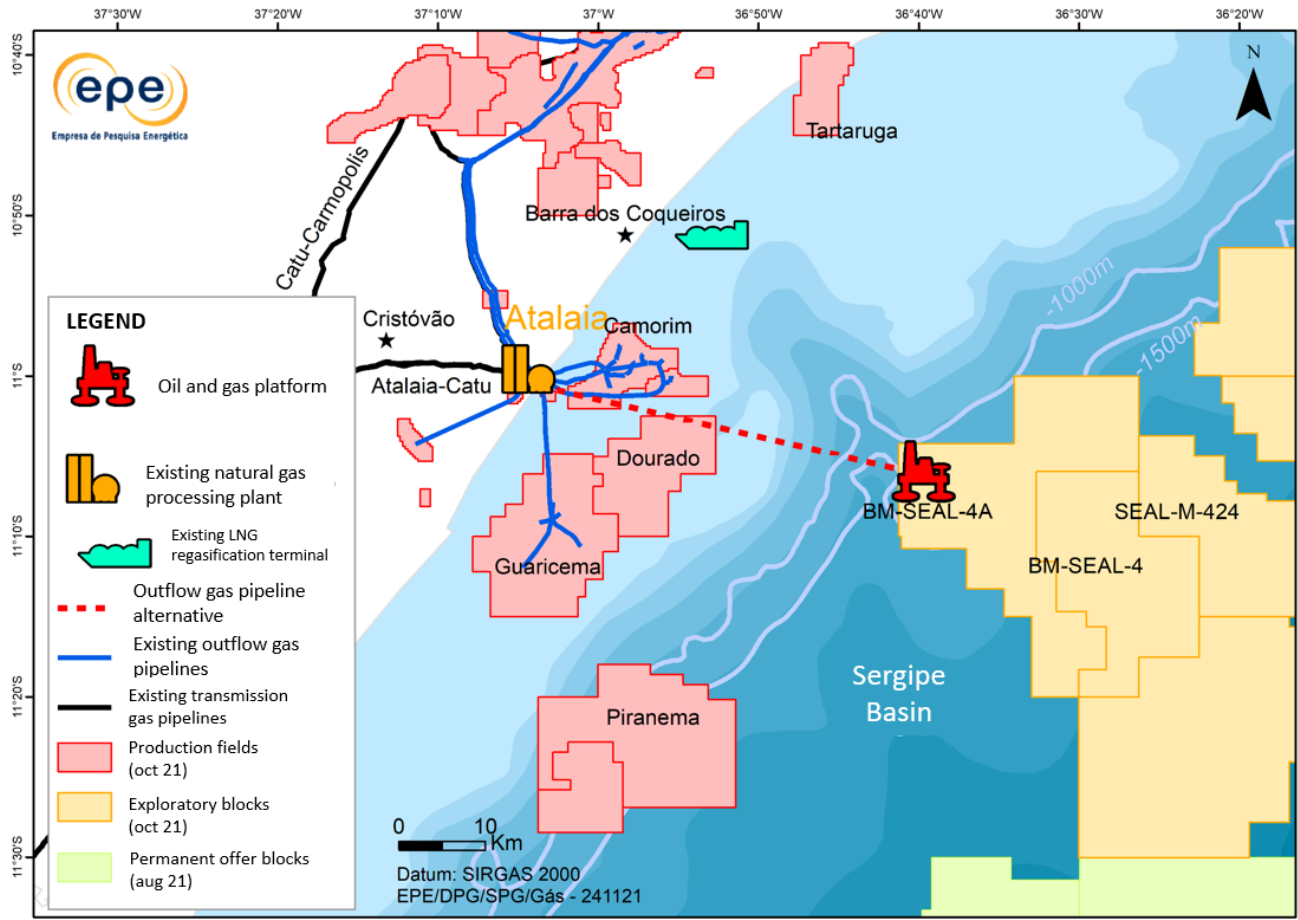 37°30'W
37°20'W
37°10'W
37°0'W
36°50'W
36°40'W
36°30'W
36°20'W
10°40'S
10°50'S
11°S
11°10'S
11°20'S
11°30'S
epe
Empresa de Pesquisa Energética
N
Tartaruga
Catu-Carmopolis
Barra dos Coqueiros
-1000m
-1500m
Cristóvão
Atalaia
Camorim
Atalaia-Catu
Dourado
Guaricema
BM-SEAL-4A
SEAL-M-424
BM-SEAL-4
Sergipe
Basin
Piranema
LEGEND
Oil and gas platform
Existing natural gas
processing plant
Existing LNG
regasification terminal
Outflow gas pipeline
alternative
Existing outflow gas
pipelines
Existing transmission
gas pipelines
Production fields
(oct 21)
Exploratory blocks
(oct 21)
Permanent offer blocks
(aug 21)
0 10
Km
Datum: SIRGAS 2000
EPE/DPG/SPG/Gás - 241121